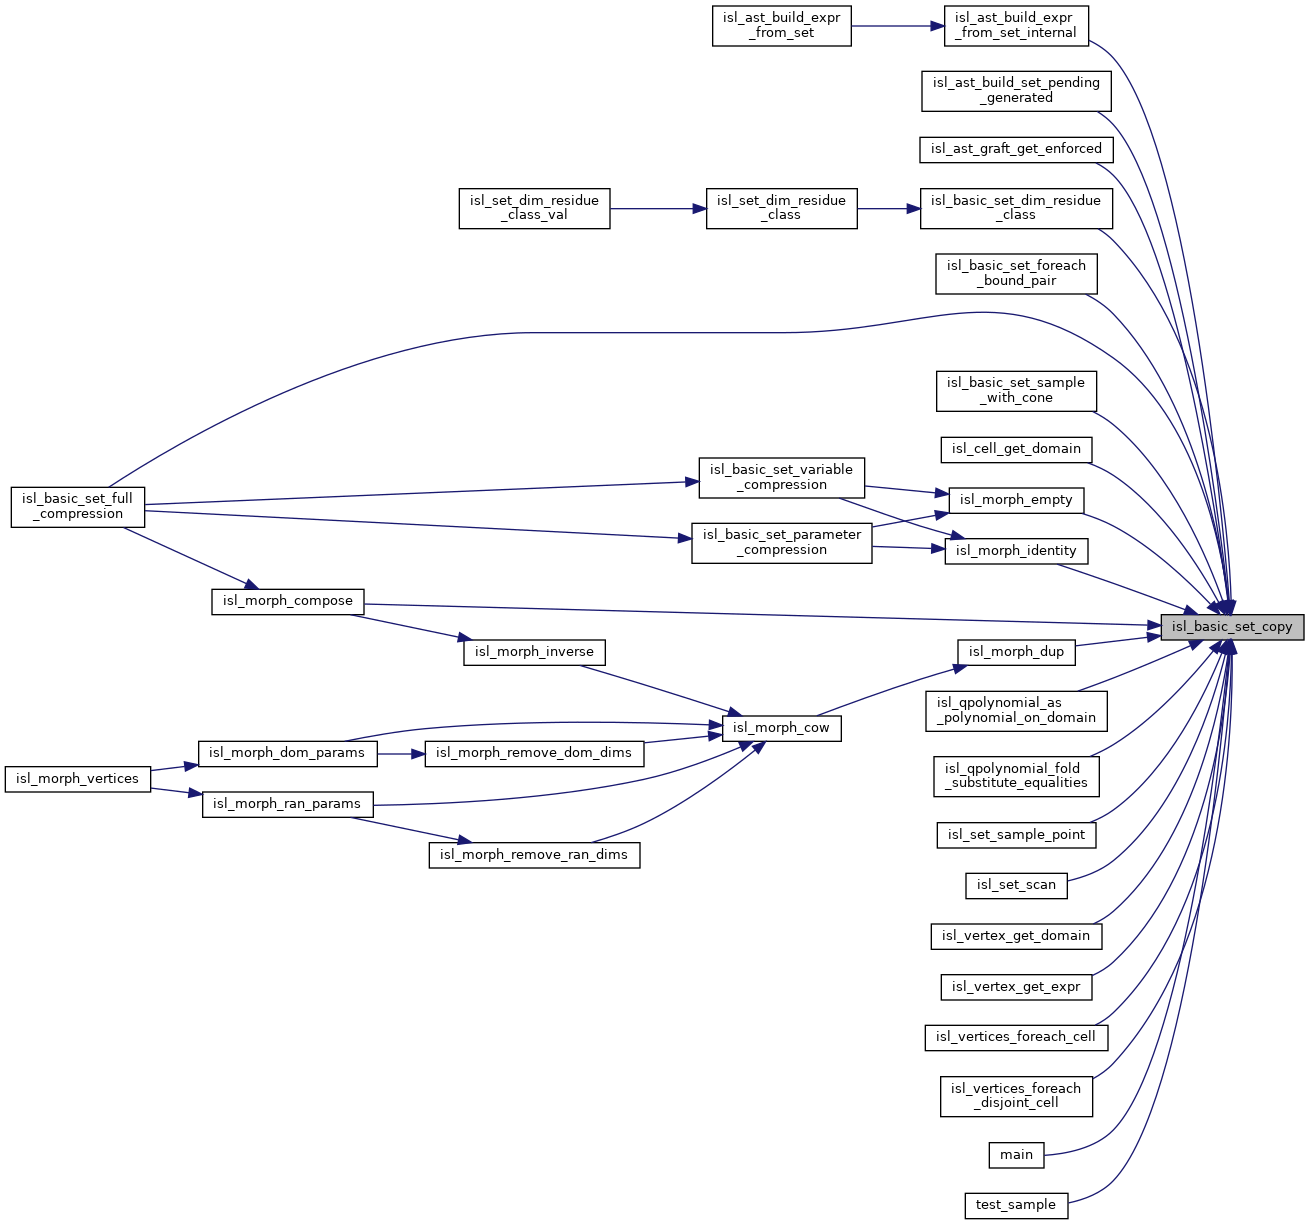 isl_ast_build_expr
_from_set
isl_ast_build_expr
_from_set_internal
isl_ast_build_set_pending
_generated
isl_ast_graft_get_enforced
isl_set_dim_residue
_class_val
isl_set_dim_residue
_class
isl_basic_set_dim_residue
_class
isl_basic_set_foreach
_bound_pair
isl_basic_set_sample
_with_cone
isl_cell_get_domain
isl_basic_set_variable
_compression
isl_morph_empty
isl_basic_set_full
_compression
isl_basic_set_parameter
_compression
isl_morph_identity
isl_morph_compose
isl_basic_set_copy
isl_morph_inverse
isl_morph_dup
isl_qpolynomial_as
_polynomial_on_domain
isl_morph_cow
isl_morph_dom_params
isl_morph_remove_dom_dims
isl_morph_vertices
isl_qpolynomial_fold
_substitute_equalities
isl_morph_ran_params
isl_set_sample_point
isl_morph_remove_ran_dims
isl_set_scan
isl_vertex_get_domain
isl_vertex_get_expr
isl_vertices_foreach_cell
isl_vertices_foreach
_disjoint_cell
main
test_sample